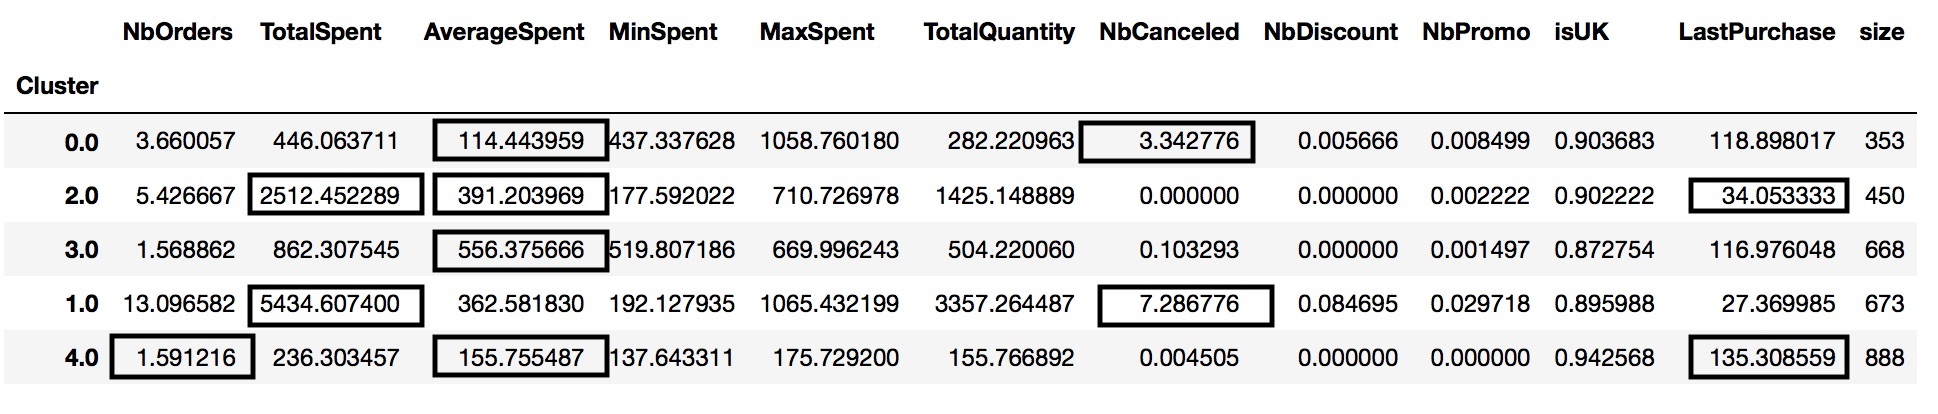 NbOrders TotalSpent AverageSpent MinSpent MaxSpent TotalQuantity NbCanceled NbDiscount NbPromo isUK LastPurchase size
Cluster
0.0 3.660057 446.063711 114.443959 437.337628 1058.760180 282.220963 3.342776 0.005666 0.008499 0.903683 118.898017 353
2.0 5.426667 2512.452289 391.203969 177.592022 710.726978 1425.148889 0.000000 0.000000 0.002222 0.902222 34.053333 450
3.0 1.568862 862.307545 556.375666 519.807186 669.996243 504.220060 0.103293 0.000000 0.001497 0.872754 116.976048 668
1.0 13.096582 5434.607400 362.581830 192.127935 1065.432199 3357.264487 7.286776 0.084695 0.029718 0.895988 27.369985 673
4.0 1.591216 236.303457 155.755487 137.643311 175.729200 155.766892 0.004505 0.000000 0.000000 0.942568 135.308559 888